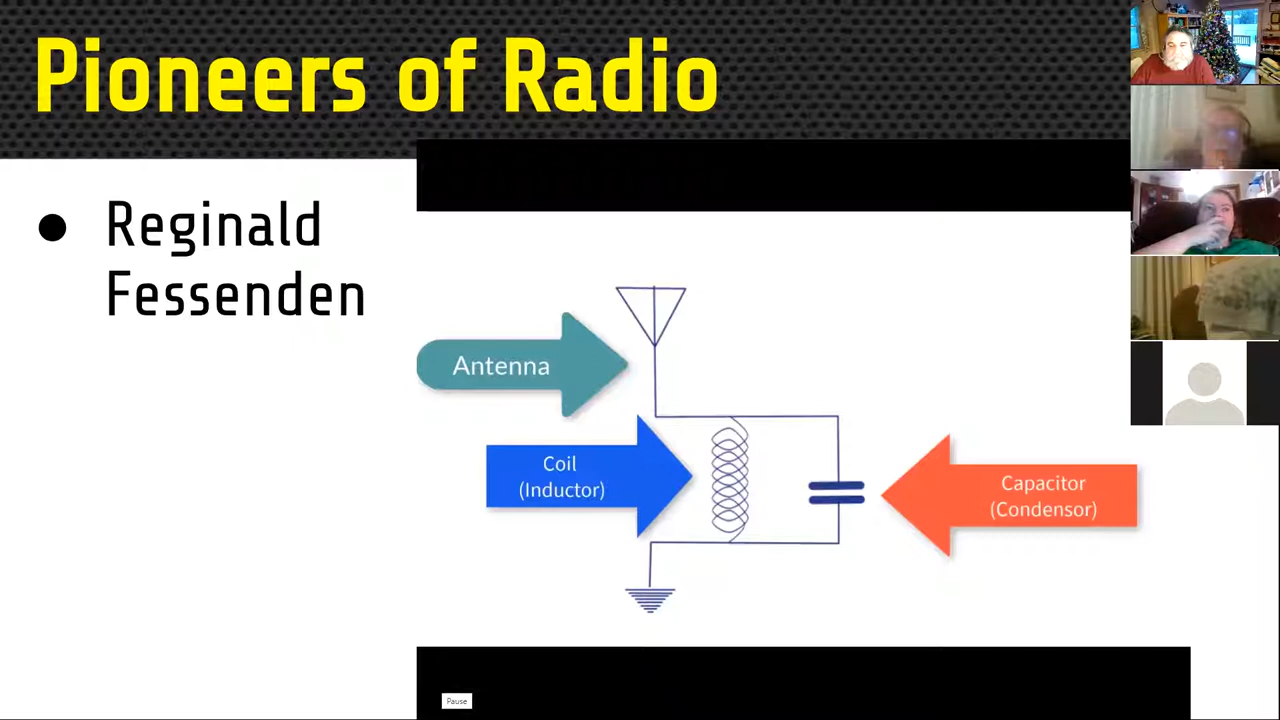 Pioneers of Radio
● Reginald
Fessenden
Antenna
Coil
(Inductor)
Capacitor
(Condensor)
Pause